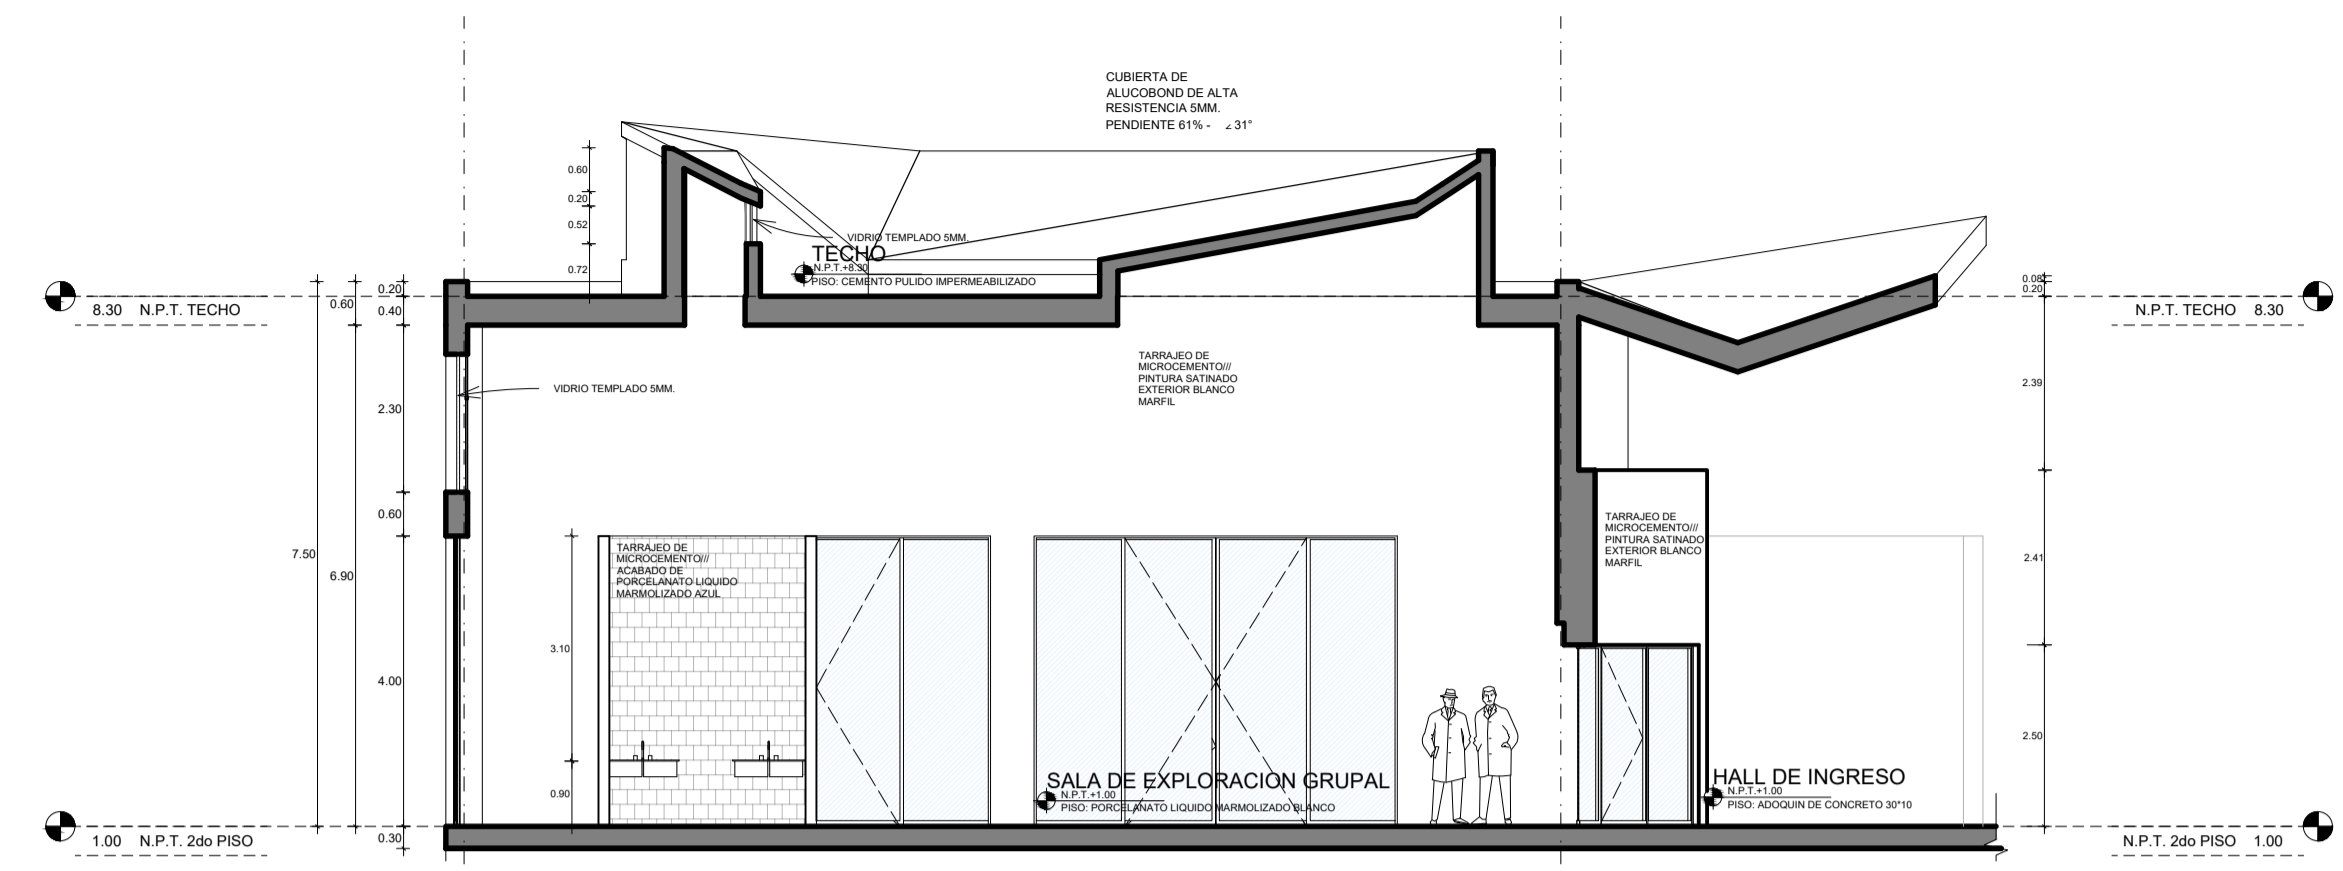 CUBIERTA DE
ALUCOBOND DE ALTA
RESISTENCIA 5MM.
PENDIENTE 61% - ∠ 31°
0.60
0.20
0.52
0.72
VIDRIO TEMPLADO 5MM.
TECHO
N.P.T.+8.30
PISO: CEMENTO PULIDO IMPERMEABILIZADO
8.30 N.P.T. TECHO
0.60
0.20
0.40
0.08
0.20
N.P.T. TECHO 8.30
TARRAJEO DE
MICROCEMENTO///
PINTURA SATINADO
EXTERIOR BLANCO
MARFIL
VIDRIO TEMPLADO 5MM.
2.30
2.39
0.60
7.50
6.90
4.00
0.30
TARRAJEO DE
MICROCEMENTO///
ACABADO DE
PORCELANATO LIQUIDO
MARMOLIZADO AZUL
3.10
0.90
TARRAJEO DE
MICROCEMENTO///
PINTURA SATINADO
EXTERIOR BLANCO
MARFIL
2.41
2.50
SALA DE EXPLORACION GRUPAL
N.P.T.+1.00
PISO: PORCELANATO LIQUIDO MARMOLIZADO BLANCO
HALL DE INGRESO
N.P.T.+1.00
PISO: ADOQUIN DE CONCRETO 30*10
1.00 N.P.T. 2do PISO
N.P.T. 2do PISO 1.00